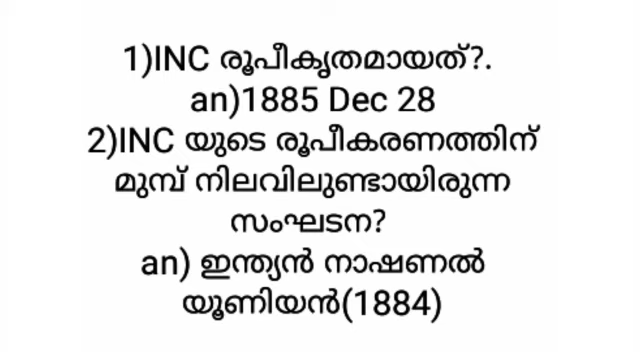 1)INC രൂപീകൃതമായത്?.
an)1885 Dec 28
2)INC യുടെ രൂപീകരണത്തിന്
മുമ്പ് നിലവിലുണ്ടായിരുന്ന
സംഘടന?
an) ഇന്ത്യൻ നാഷണൽ
യൂണിയൻ(1884)